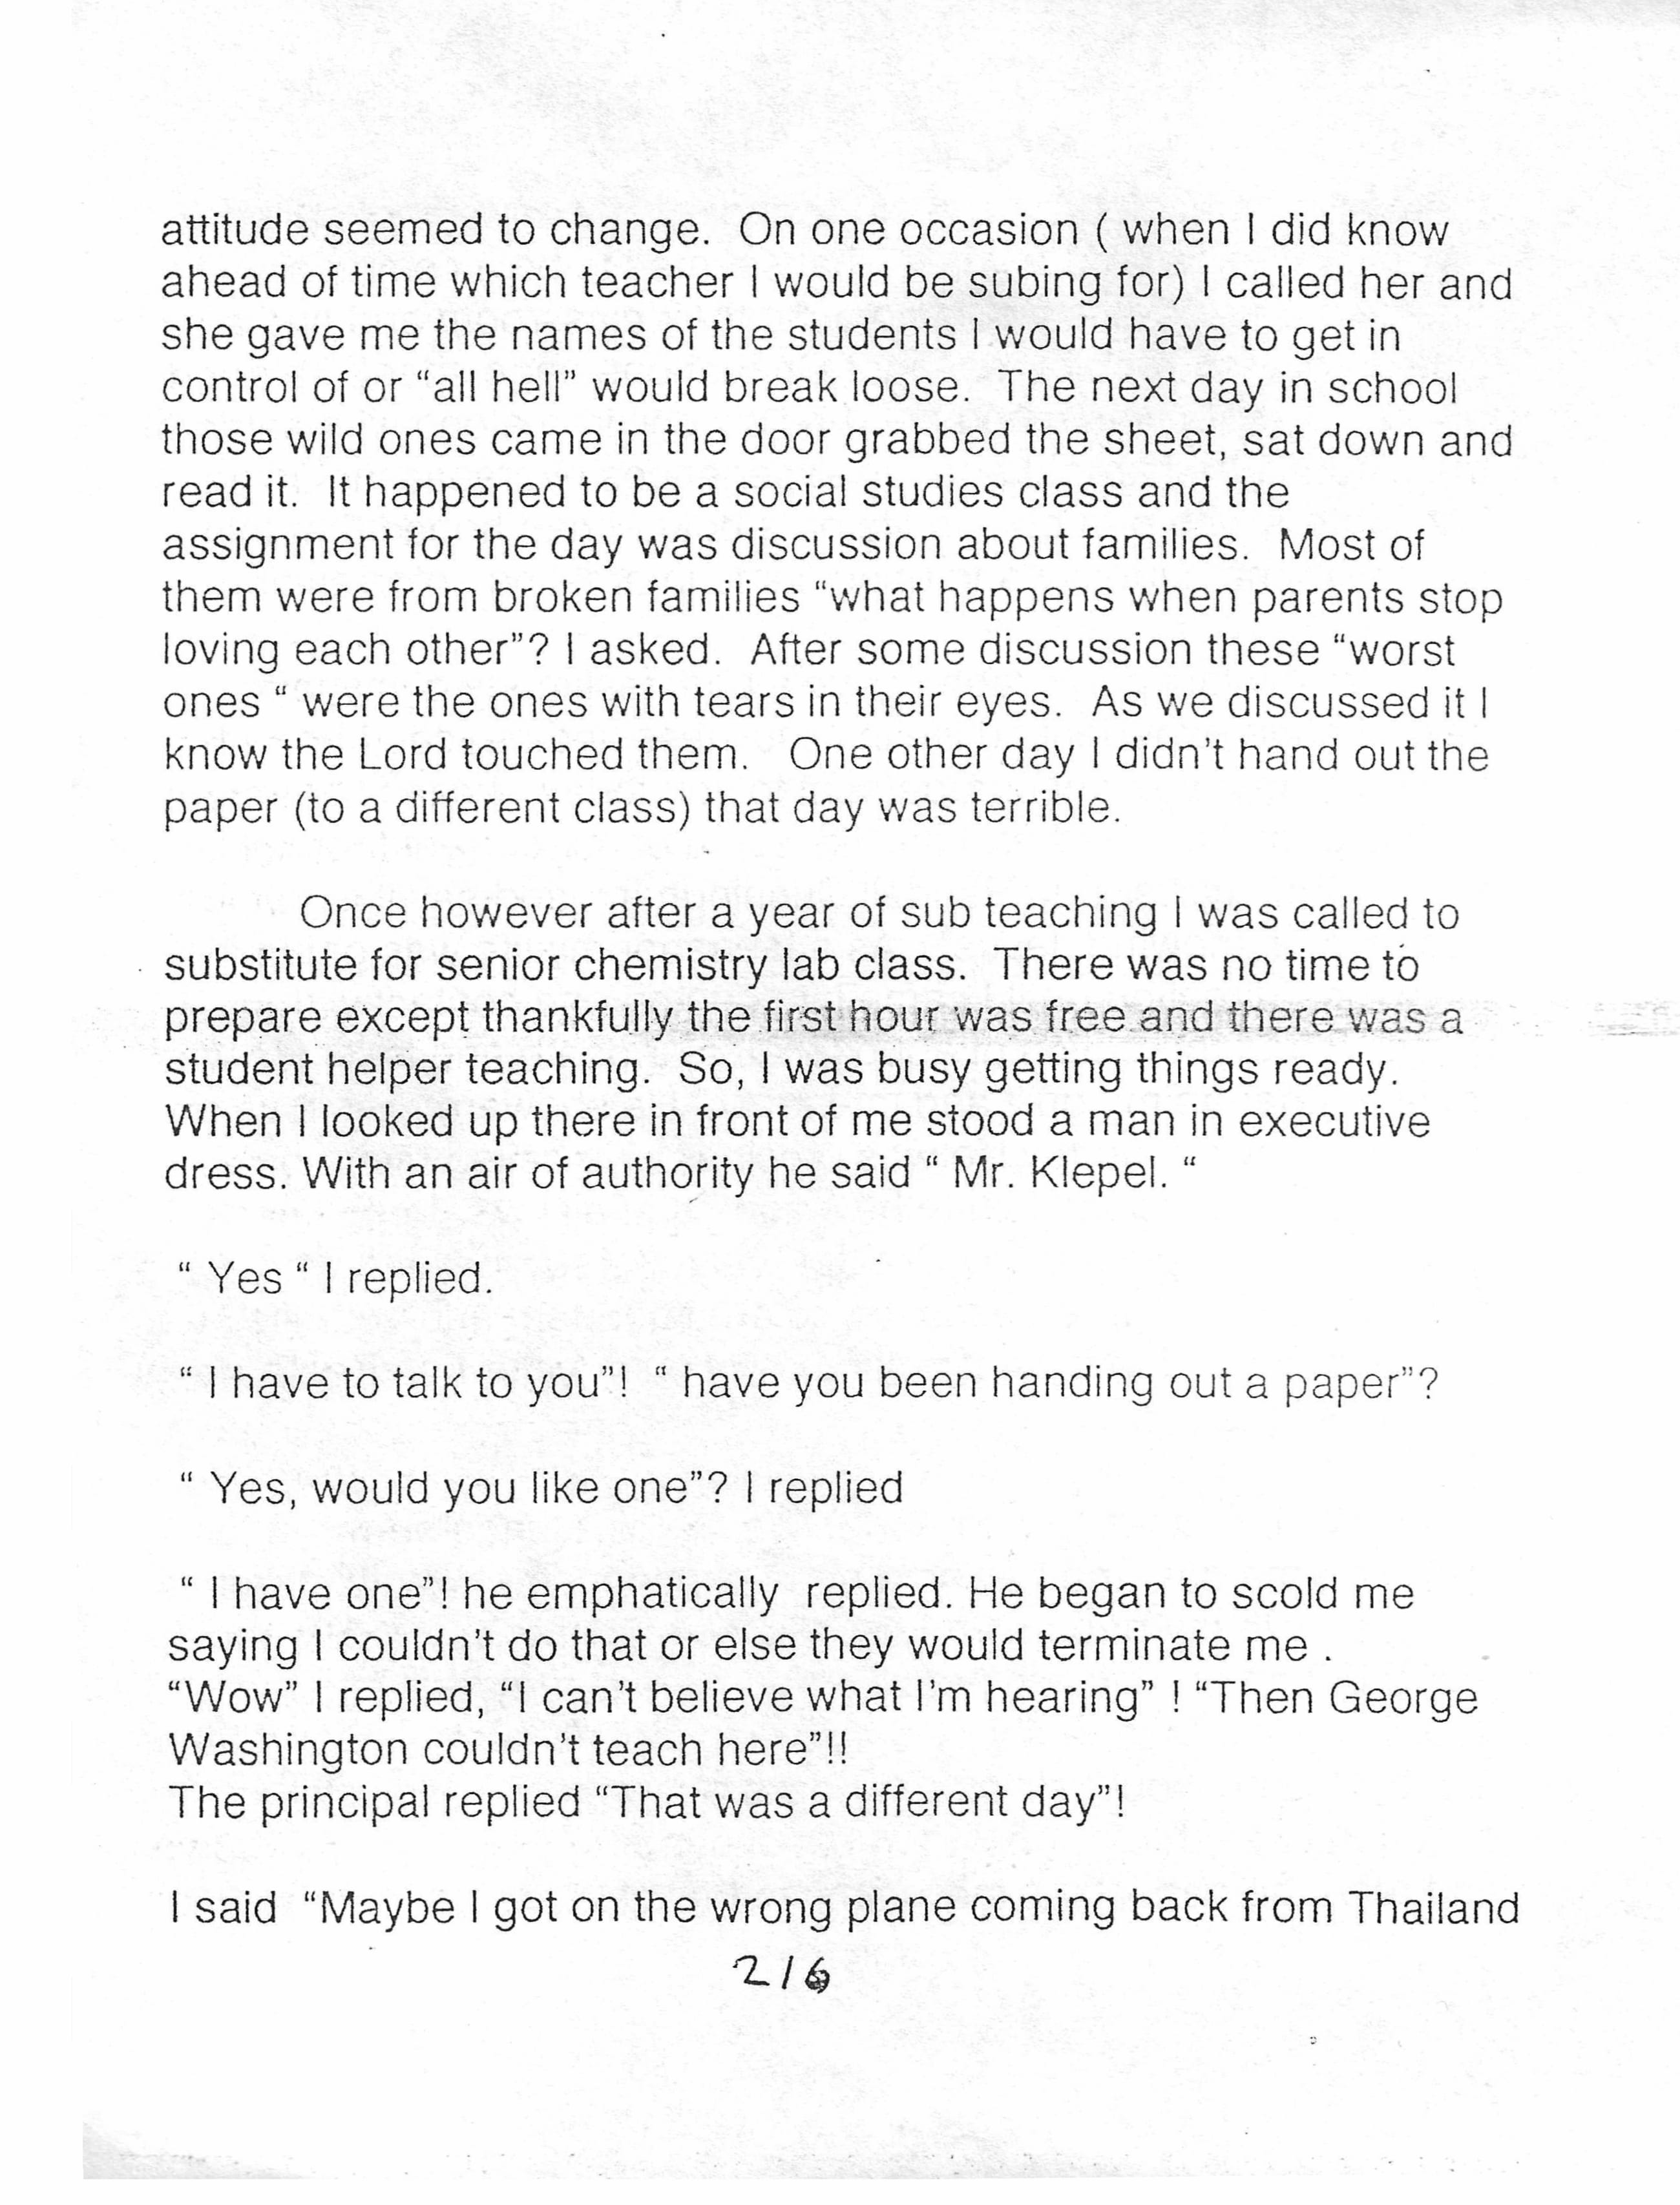 attitude seemed to change.  On one occasion ( when I did know
ahead of time which teacher I would be subing for) I called her and
she gave me the names of the students I would have to get in
control of or “all hell” would break loose.  The next day in school
those wild ones came in the door grabbed the sheet, sat down and
read it.  It happened to be a social studies class and the
assignment for the day was discussion about families.  Most of
them were from broken families “what happens when parents stop
loving each other”? I asked.  After some discussion these “worst
ones “ were the ones with tears in their eyes.  As we discussed it I
know the Lord touched them.   One other day I didn't hand out the
paper (to a different class) that day was terrible.
Once however after a year of sub teaching I was called to
substitute for senior chemistry lab class.  There was no time to
prepare except thankfully the first hour was free and there was a
student helper teaching.  So, I was busy getting things ready.
When I looked up there in front of me stood a man in executive
dress. With an air of authority he said “ Mr. Klepel. “
“ Yes “ I replied.
“ I have to talk to you”!  “ have you been handing out a paper”?
“ Yes, would you like one”? I replied
“ I have one”! he emphatically  replied. He began to scold me
saying I couldn't do that or else they would terminate me .
“Wow” I replied, “I can't believe what I'm hearing” ! “Then George
Washington couldn't teach here”!!
The principal replied “That was a different day”!
I said  “Maybe I got on the wrong plane coming back from Thailand
216